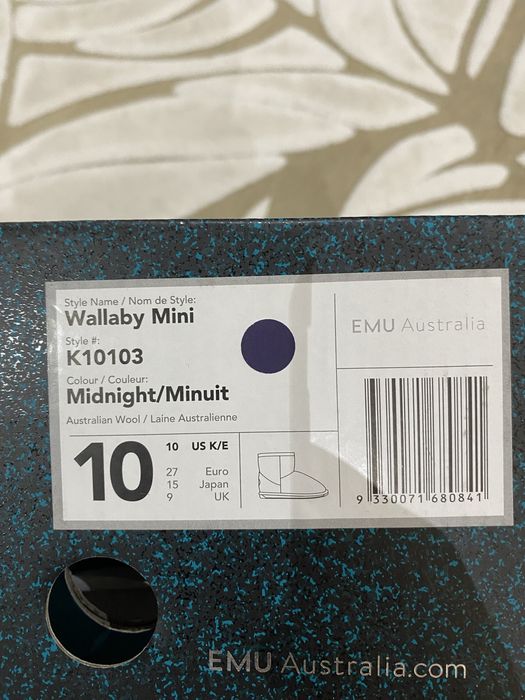 Style Name / Nom de Style:
Wallaby Mini
Style #:
K10103
Colour / Couleur:
Midnight/Minuit
Australian Wool / Laine Australienne
10
10 US K/E
27 Euro
15 Japan
9 UK
EMU Australia
9 330071 680841
EMU Australia.com